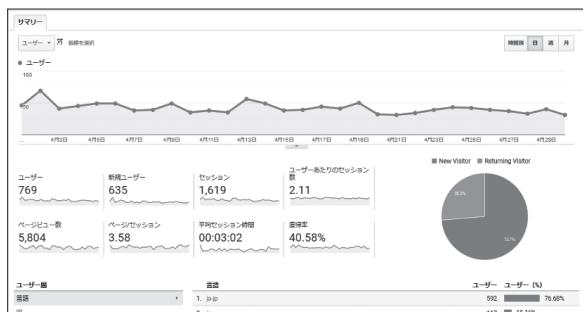 サマリー
ユーザー 対 指標を選択
時間別 日 週 月
ユーザー
100
50
...
4月3日 4月5日 4月7日 4月9日 4月11日 4月13日 4月15日 4月17日 4月19日 4月21日 4月23日 4月25日 4月27日 4月29日
New Visitor Returning Visitor
ユーザー
769
新規ユーザー
635
セッション
1,619
ユーザーあたりのセッション数
2.11
ページビュー数
5,804
ページ/セッション
3.58
平均セッション時間
00:03:02
直帰率
40.58%
ユーザー層
言語
言語 ユーザー ユーザー (%)
1. ja-jp 592 76.68%